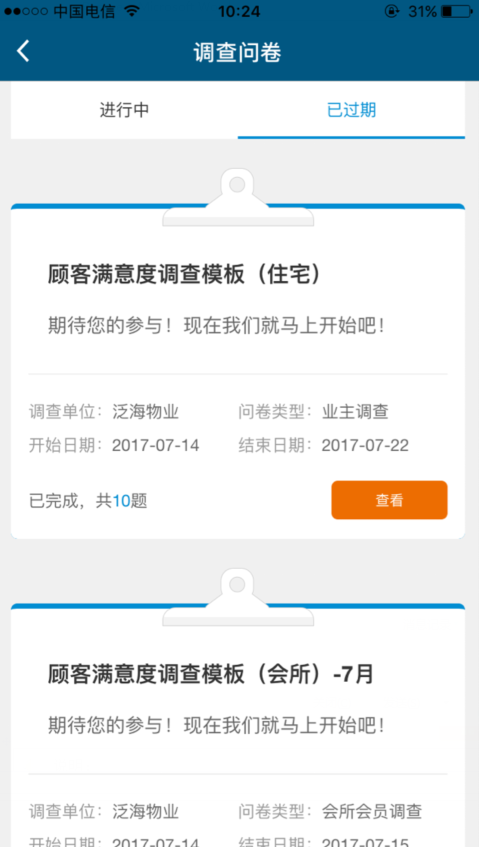 中国电信 10:24 31%
调查问卷
进行中 已过期
顾客满意度调查模板（住宅）
期待您的参与！现在我们就马上开始吧！
调查单位：泛海物业 问卷类型：业主调查
开始日期：2017-07-14 结束日期：2017-07-22
已完成，共10题 查看
顾客满意度调查模板（会所）-7月
期待您的参与！现在我们就马上开始吧！
调查单位：泛海物业 问卷类型：会所会员调查
开始日期：2017-07-14 结束日期：2017-07-15